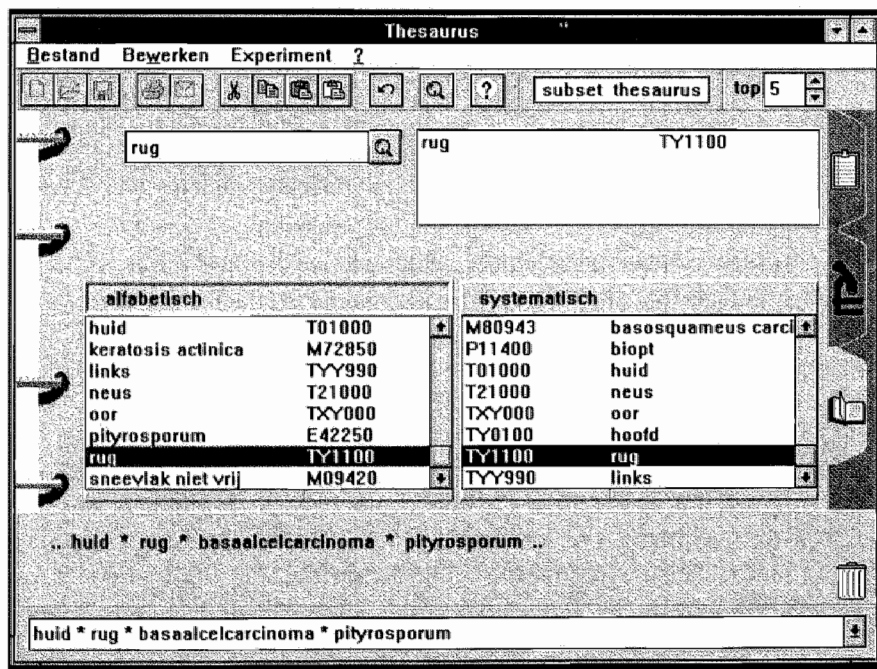 Thesaurus
Bestand Bewerken Experiment ?
? subset thesaurus top 5
rug
rug TY1100
alfabetisch
huid T01000
keratosis actinica M72850
links TYY990
neus T21000
oor TXY000
pityrosporum E42250
rug TY1100
sneevlak niet vrij M09420
systematisch
M80943 basosquameus carci
P11400 biopt
T01000 huid
T21000 neus
TXY000 oor
TY0100 hoofd
TY1100 rug
TYY990 links
.. huid * rug * basaalcelcarcinoma * pityrosporum ..
huid * rug * basaalcelcarcinoma * pityrosporum